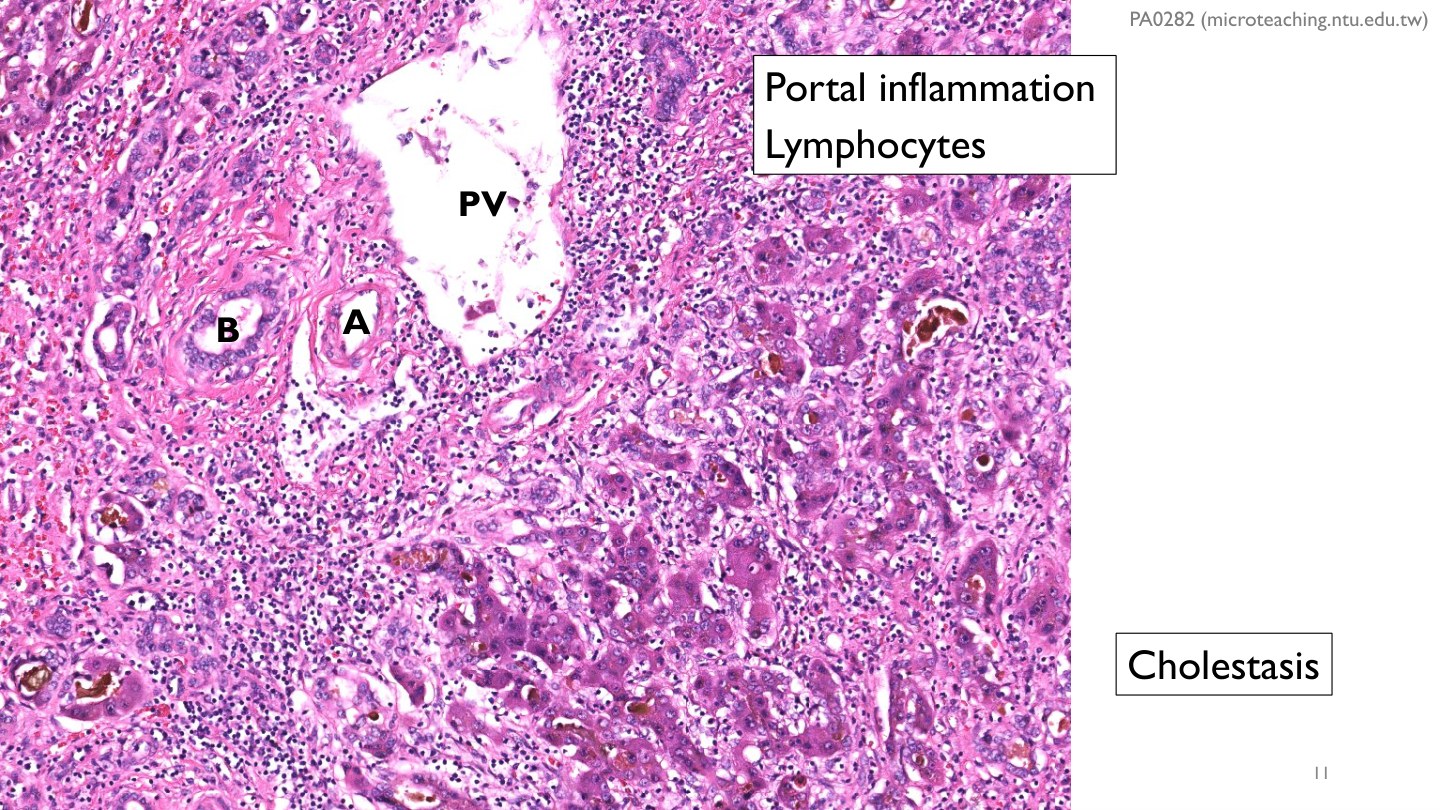 PA0282 (microteaching.ntu.edu.tw)
Portal inflammation
Lymphocytes
PV
B
A
Cholestasis
11